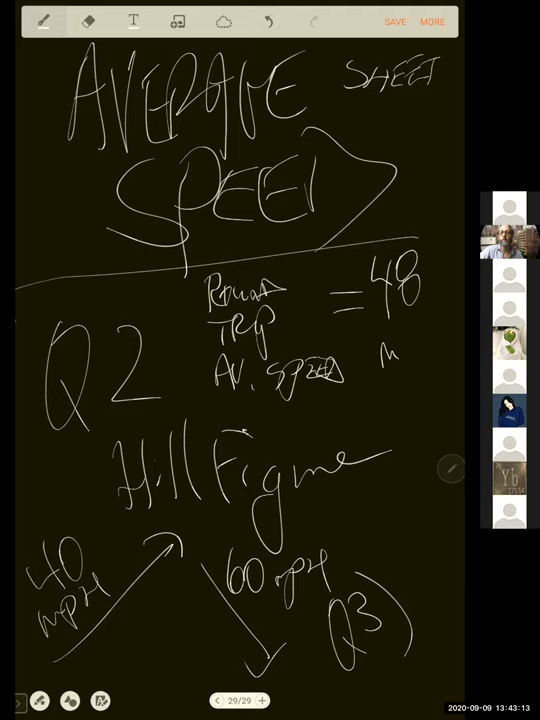 SAVE MORE
AVERAGE SHEET
SPEED
ROUND = 48
TRIP
AV. SPEED M
Q2
Hill Figure
40 60 MPH
MPH
Q3
29/29
Yb
2020-09-09 13:43:13